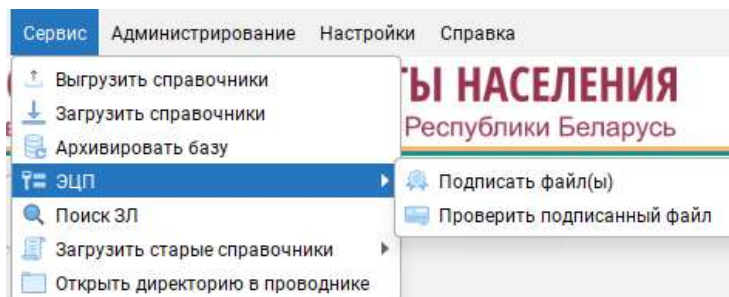 Сервис Администрирование Настройки Справка
Выгрузить справочники
Загрузить справочники
Архивировать базу
ЭЦП
Поиск ЗЛ
Загрузить старые справочники
Открыть директорию в проводнике
НАСЕЛЕНИЯ
Республики Беларусь
Подписать файл(ы)
Проверить подписанный файл